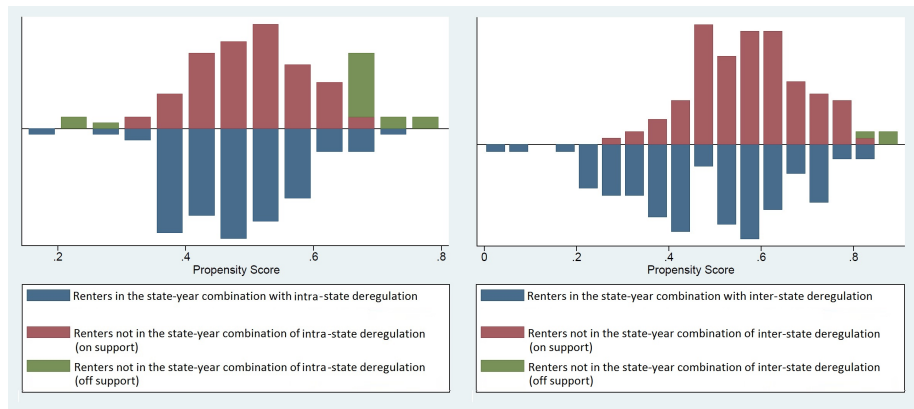 .2 .4 .6 .8
Propensity Score
Renters in the state-year combination with intra-state deregulation
Renters not in the state-year combination of intra-state deregulation
(on support)
Renters not in the state-year combination of intra-state deregulation
(off support)
0 .2 .4 .6 .8
Propensity Score
Renters in the state-year combination with inter-state deregulation
Renters not in the state-year combination of inter-state deregulation
(on support)
Renters not in the state-year combination of inter-state deregulation
(off support)